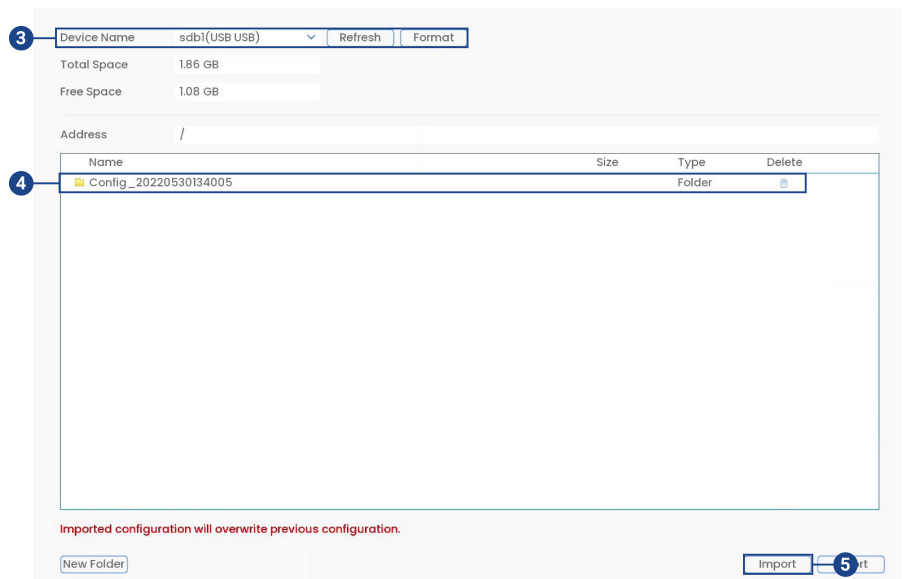 3 Device Name sdb1(USB USB) Refresh Format
Total Space 1.86 GB
Free Space 1.08 GB
Address /
Name Size Type Delete
4 Config_20220530134005 Folder
Imported configuration will overwrite previous configuration.
New Folder Import 5